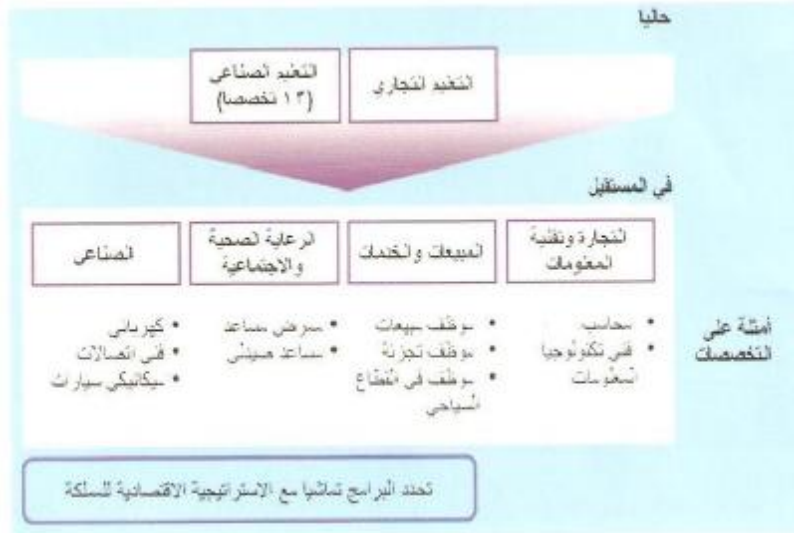 حاليا
التعليم التجاري
التعليم الصناعي
(١٣ تخصصا)
في المستقبل
التجارة وتقنية
المعلومات
المبيعات والخدمات
الرعاية الصحية
والاجتماعية
الصناعي
أمثلة على
التخصصات
• محاسب
• فني تكنولوجيا
المعلومات
• موظف مبيعات
• موظف تجزئة
• موظف في القطاع
السياحي
• ممرض مساعد
• مساعد صيدلي
• كهربائي
• فني اتصالات
• ميكانيكي سيارات
تحدد البرامج تماشيا مع الاستراتيجية الاقتصادية للمملكة